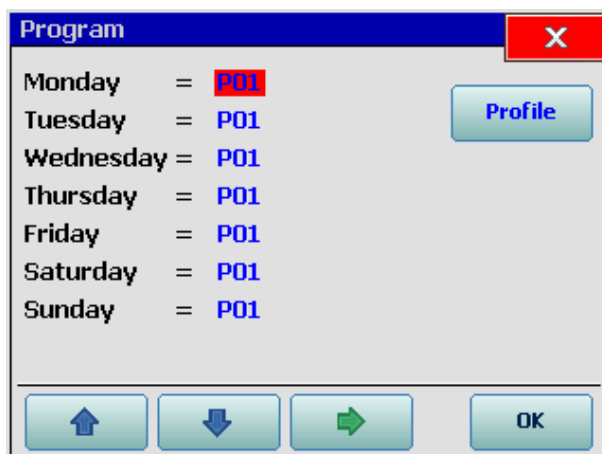 Program X
Monday = P01
Profile
Tuesday = P01
Wednesday = P01
Thursday = P01
Friday = P01
Saturday = P01
Sunday = P01
OK